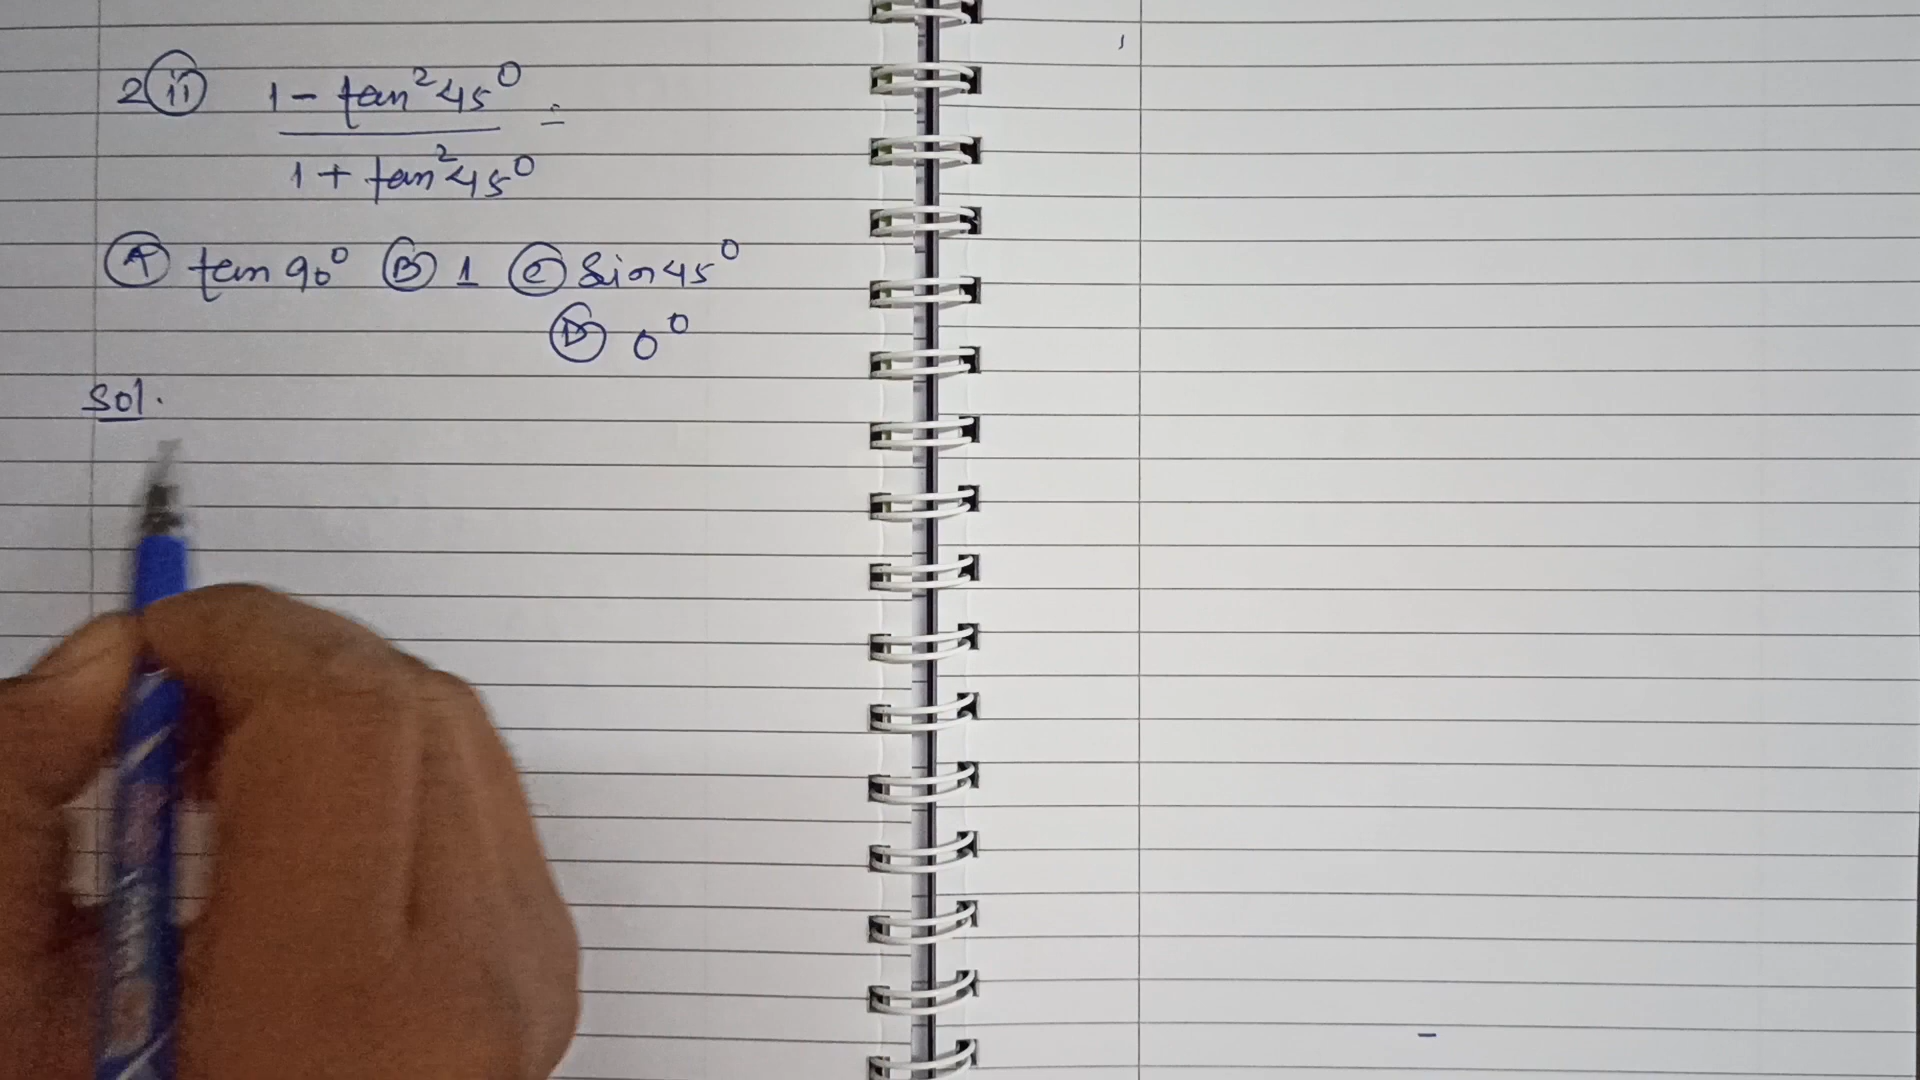 2 (ii) 1 - tan²45°
=
1 + tan²45°
(A) tan 90° (B) 1 (C) Sin 45°
(D) 0°
Sol.